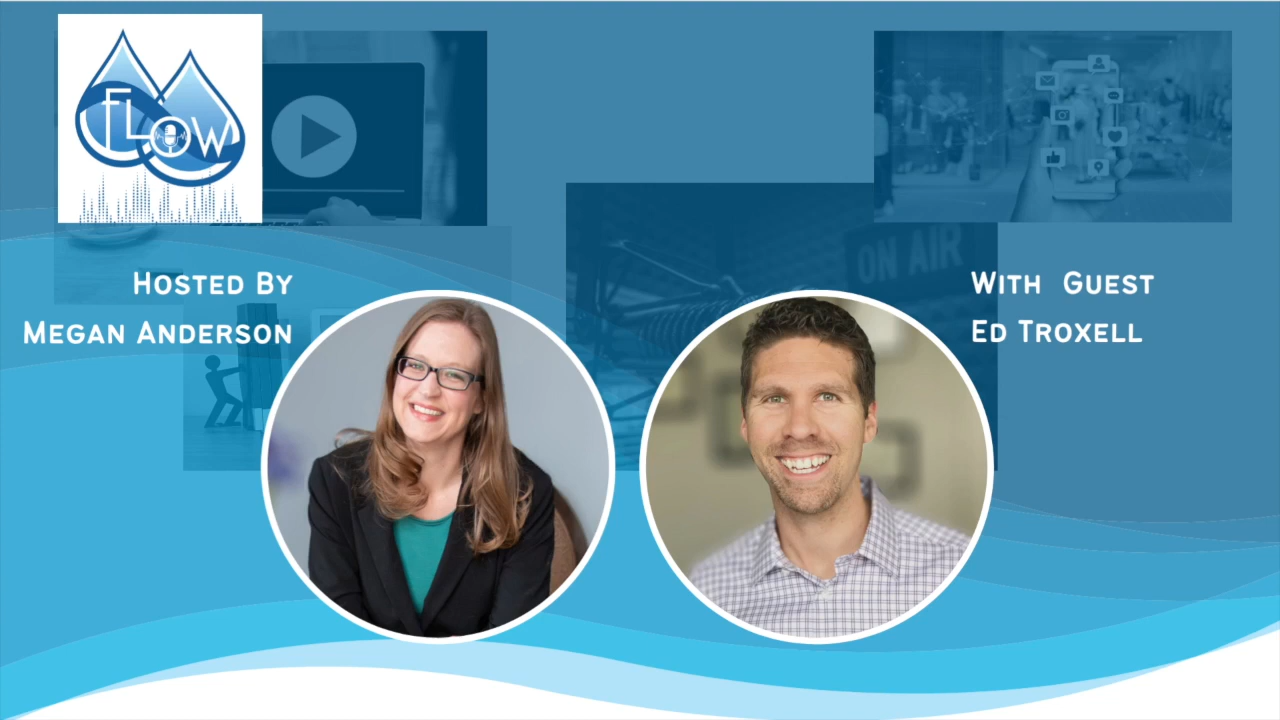 FLOW
ON AIR
Hosted By
Megan Anderson
With Guest
Ed Troxell